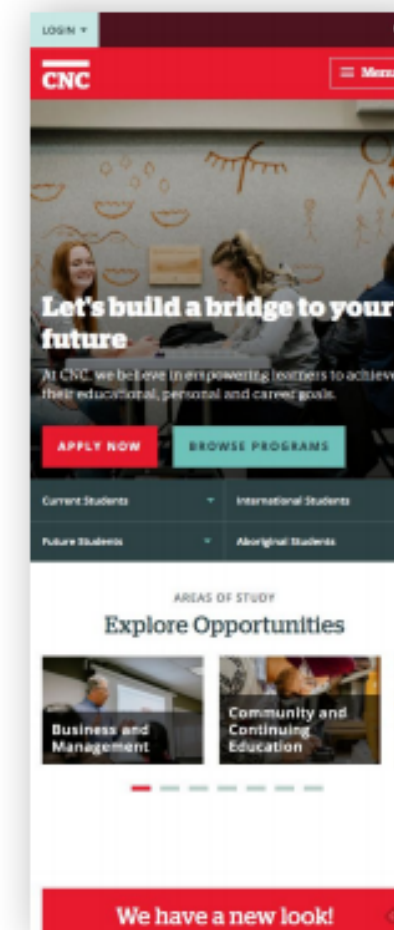 LOGIN
CNC
Menu
Let's build a bridge to your
future
At CNC, we believe in empowering learners to achieve
their educational, personal and career goals.
APPLY NOW
BROWSE PROGRAMS
Current Students
International Students
Future Students
Aboriginal Students
AREAS OF STUDY
Explore Opportunities
Business and
Management
Community and
Continuing
Education
We have a new look!